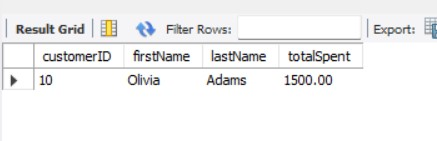 Result Grid Filter Rows: Export:
customerID firstName lastName totalSpent
10 Olivia Adams 1500.00